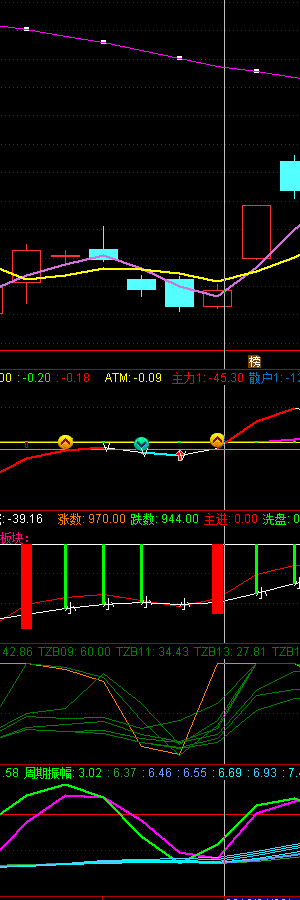 榜
00 : -0.20 : -0.18 ATM: -0.09 主力1: -45.30 散户1: -1
: -39.16 涨数: 970.00 跌数: 944.00 主进: 0.00 洗盘: 0
板块:
42.86 TZB09: 60.00 TZB11: 34.43 TZB13: 27.81 TZB1
.58 周期振幅: 3.02 : 6.37 : 6.46 : 6.55 : 6.69 : 6.93 : 7.